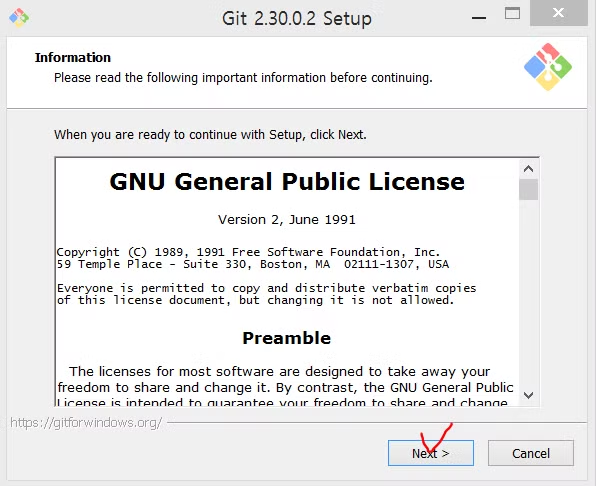 Git 2.30.0.2 Setup
Information
Please read the following important information before continuing.
When you are ready to continue with Setup, click Next.
GNU General Public License
Version 2, June 1991
Copyright (C) 1989, 1991 Free Software Foundation, Inc.
59 Temple Place - Suite 330, Boston, MA  02111-1307, USA
Everyone is permitted to copy and distribute verbatim copies
of this license document, but changing it is not allowed.
Preamble
The licenses for most software are designed to take away your
freedom to share and change it. By contrast, the GNU General Public
License is intended to guarantee your freedom to share and change
https://gitforwindows.org/
Next >
Cancel